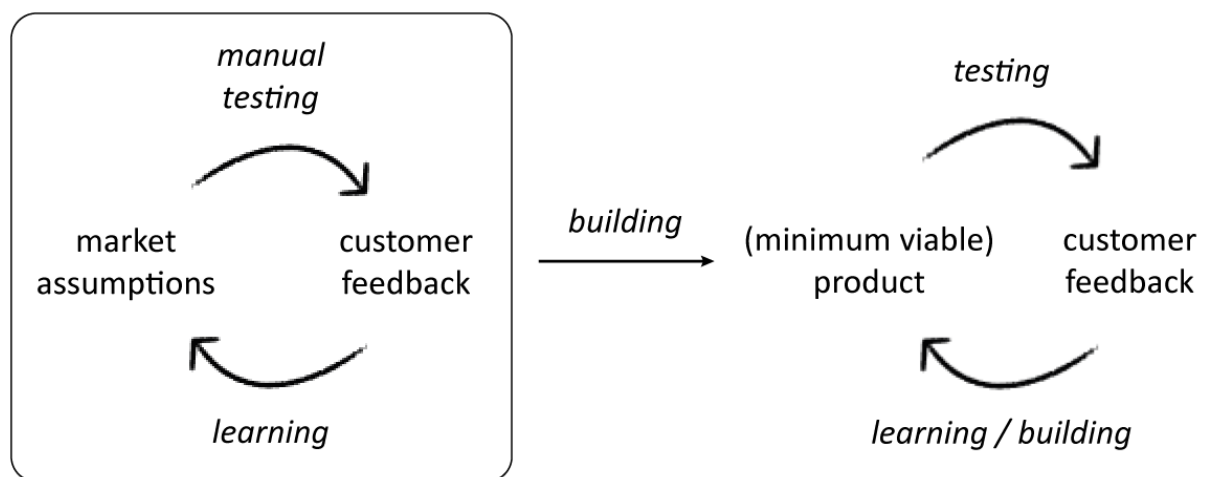 manual
testing
market
assumptions
customer
feedback
learning
building
testing
(minimum viable)
product
customer
feedback
learning / building